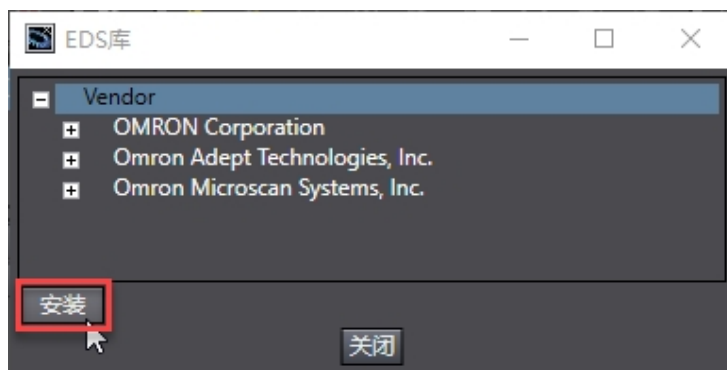 EDS库
Vendor
OMRON Corporation
Omron Adept Technologies, Inc.
Omron Microscan Systems, Inc.
安装
关闭